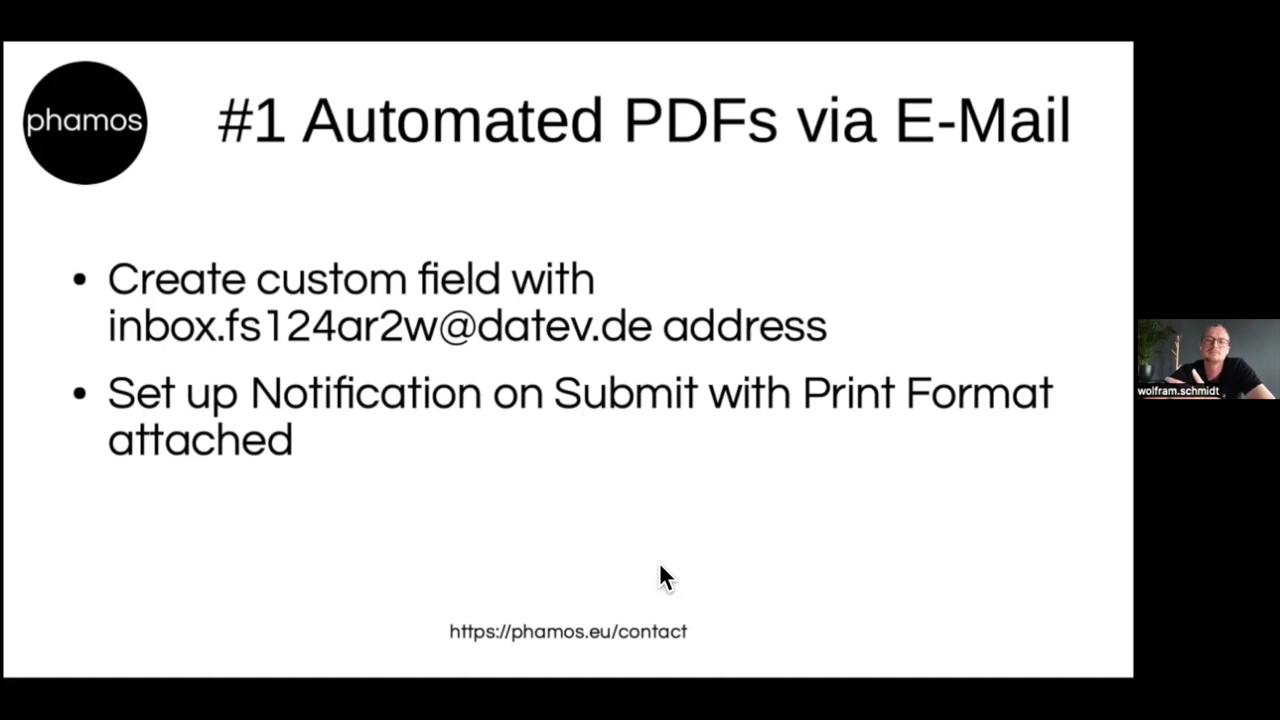 phamos
#1 Automated PDFs via E-Mail
• Create custom field with
inbox.fs124ar2w@datev.de address
• Set up Notification on Submit with Print Format
attached
wolfram.schmidt
https://phamos.eu/contact